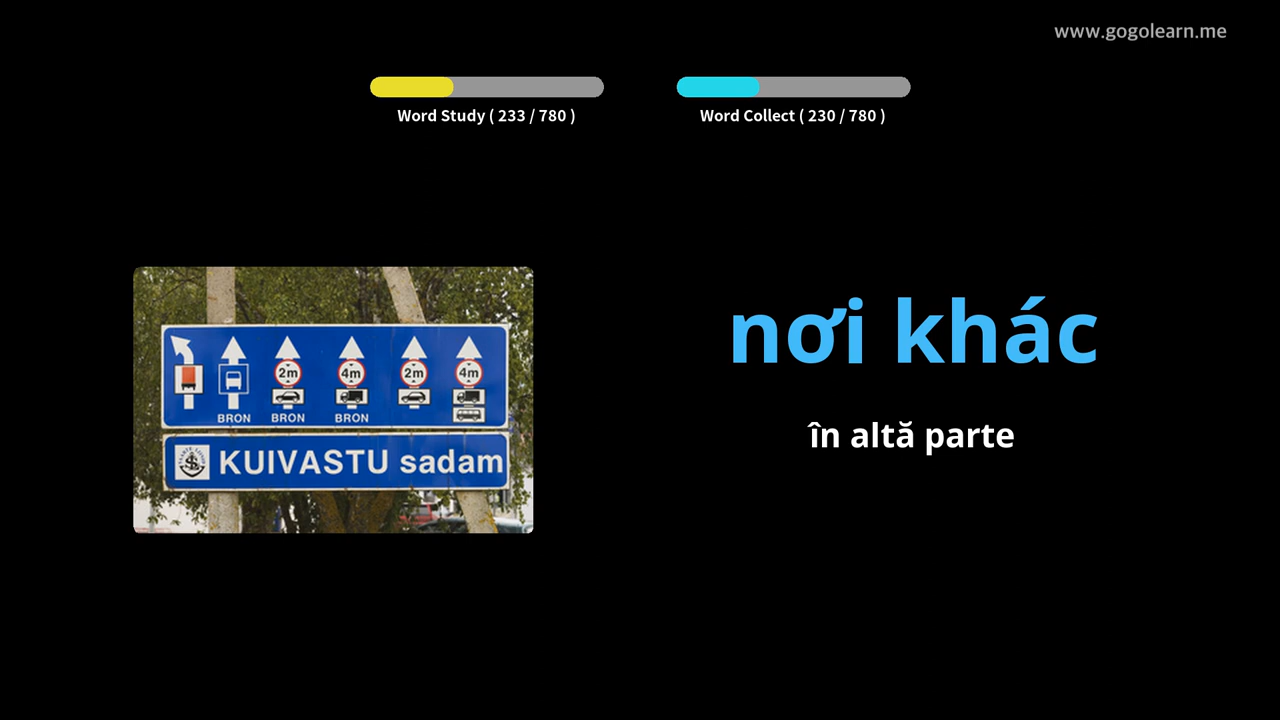 www.gogolearn.me
Word Study ( 233 / 780 )
Word Collect ( 230 / 780 )
2m
4m
2m
4m
BRON
BRON
BRON
KUIVASTU sadam
nơi khác
în altă parte